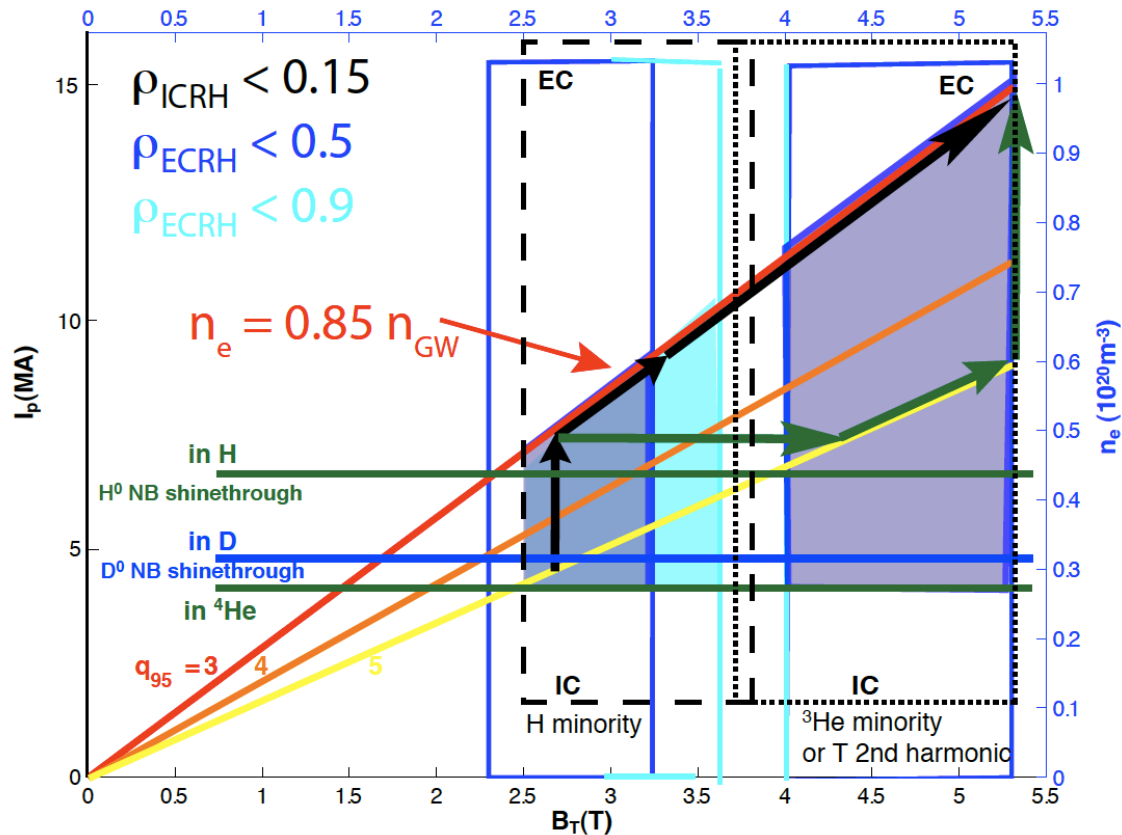 0 0.5 1 1.5 2 2.5 3 3.5 4 4.5 5 5.5
EC EC
ρICRH < 0.15
ρECRH < 0.5
ρECRH < 0.9
ne = 0.85 nGW
in H
H⁰ NB shinethrough
in D
D⁰ NB shinethrough
in ⁴He
q95 = 3 4 5
IC IC
H minority
³He minority
or T 2nd harmonic
15
10
5
0
Ip(MA)
1
0.9
0.8
0.7
0.6
0.5
0.4
0.3
0.2
0.1
0
ne (10²⁰m⁻³)
0 0.5 1 1.5 2 2.5 3 3.5 4 4.5 5 5.5
BT(T)